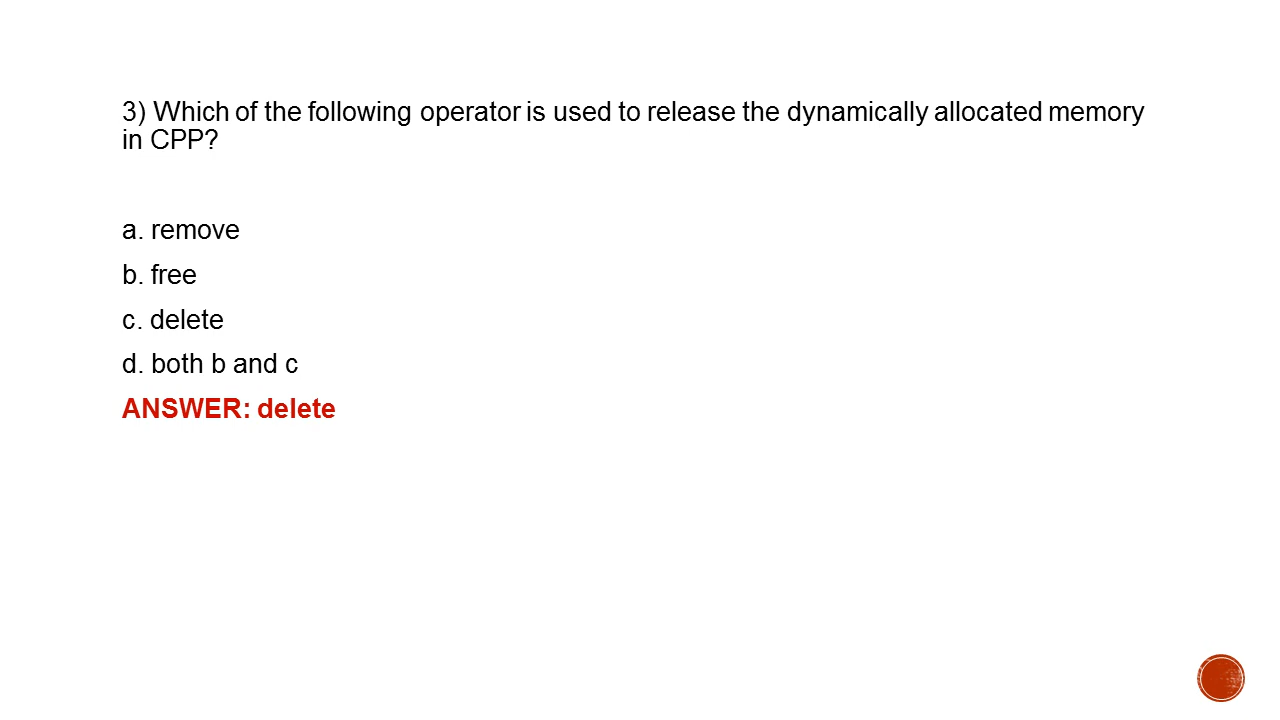 3) Which of the following operator is used to release the dynamically allocated memory
in CPP?
a. remove
b. free
c. delete
d. both b and c
ANSWER: delete